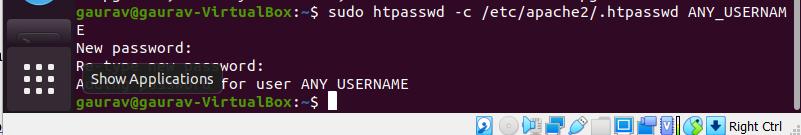 gaurav@gaurav-VirtualBox:~$ sudo htpasswd -c /etc/apache2/.htpasswd ANY_USERNAM
E
New password:
Re-type new password:
Show Applications
password for user ANY_USERNAME
gaurav@gaurav-VirtualBox:~$
Right Ctrl